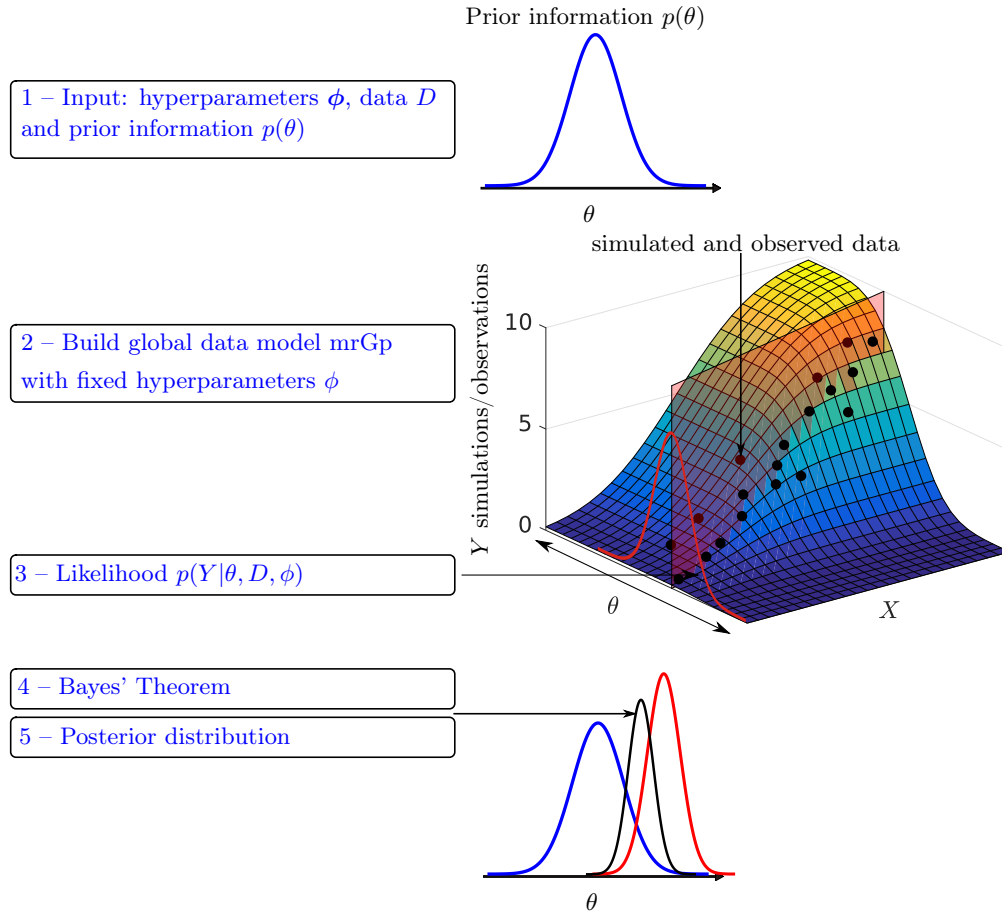 Prior information p(θ)
1 – Input: hyperparameters ϕ, data D
and prior information p(θ)
θ
simulated and observed data
2 – Build global data model mrGp
with fixed hyperparameters ϕ
Y simulations/observations
10
5
0
θ
X
3 – Likelihood p(Y|θ, D, ϕ)
4 – Bayes' Theorem
5 – Posterior distribution
θ